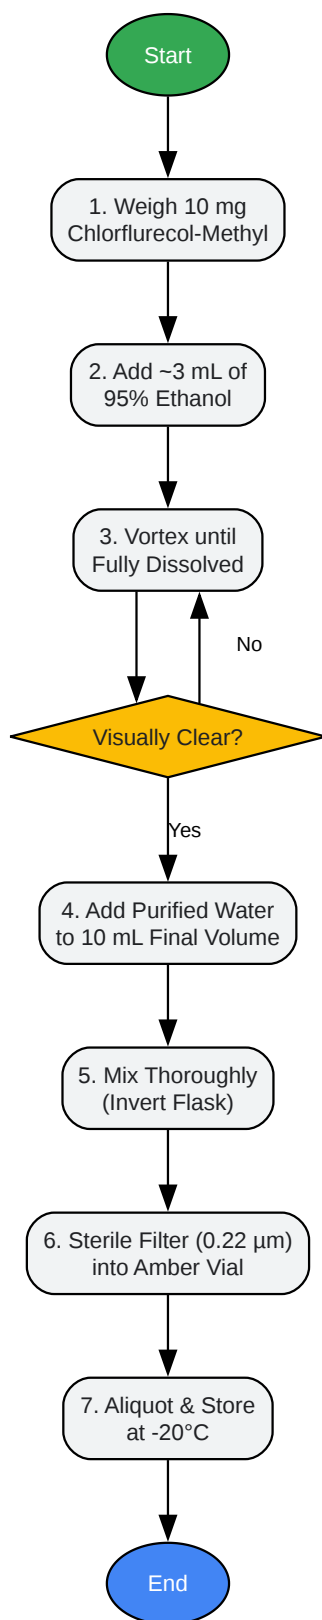 Start
1. Weigh 10 mg
Chlorflurecol-Methyl
2. Add ~3 mL of
95% Ethanol
3. Vortex until
Fully Dissolved
No
Visually Clear?
Yes
4. Add Purified Water
to 10 mL Final Volume
5. Mix Thoroughly
(Invert Flask)
6. Sterile Filter (0.22 µm)
into Amber Vial
7. Aliquot & Store
at -20°C
End